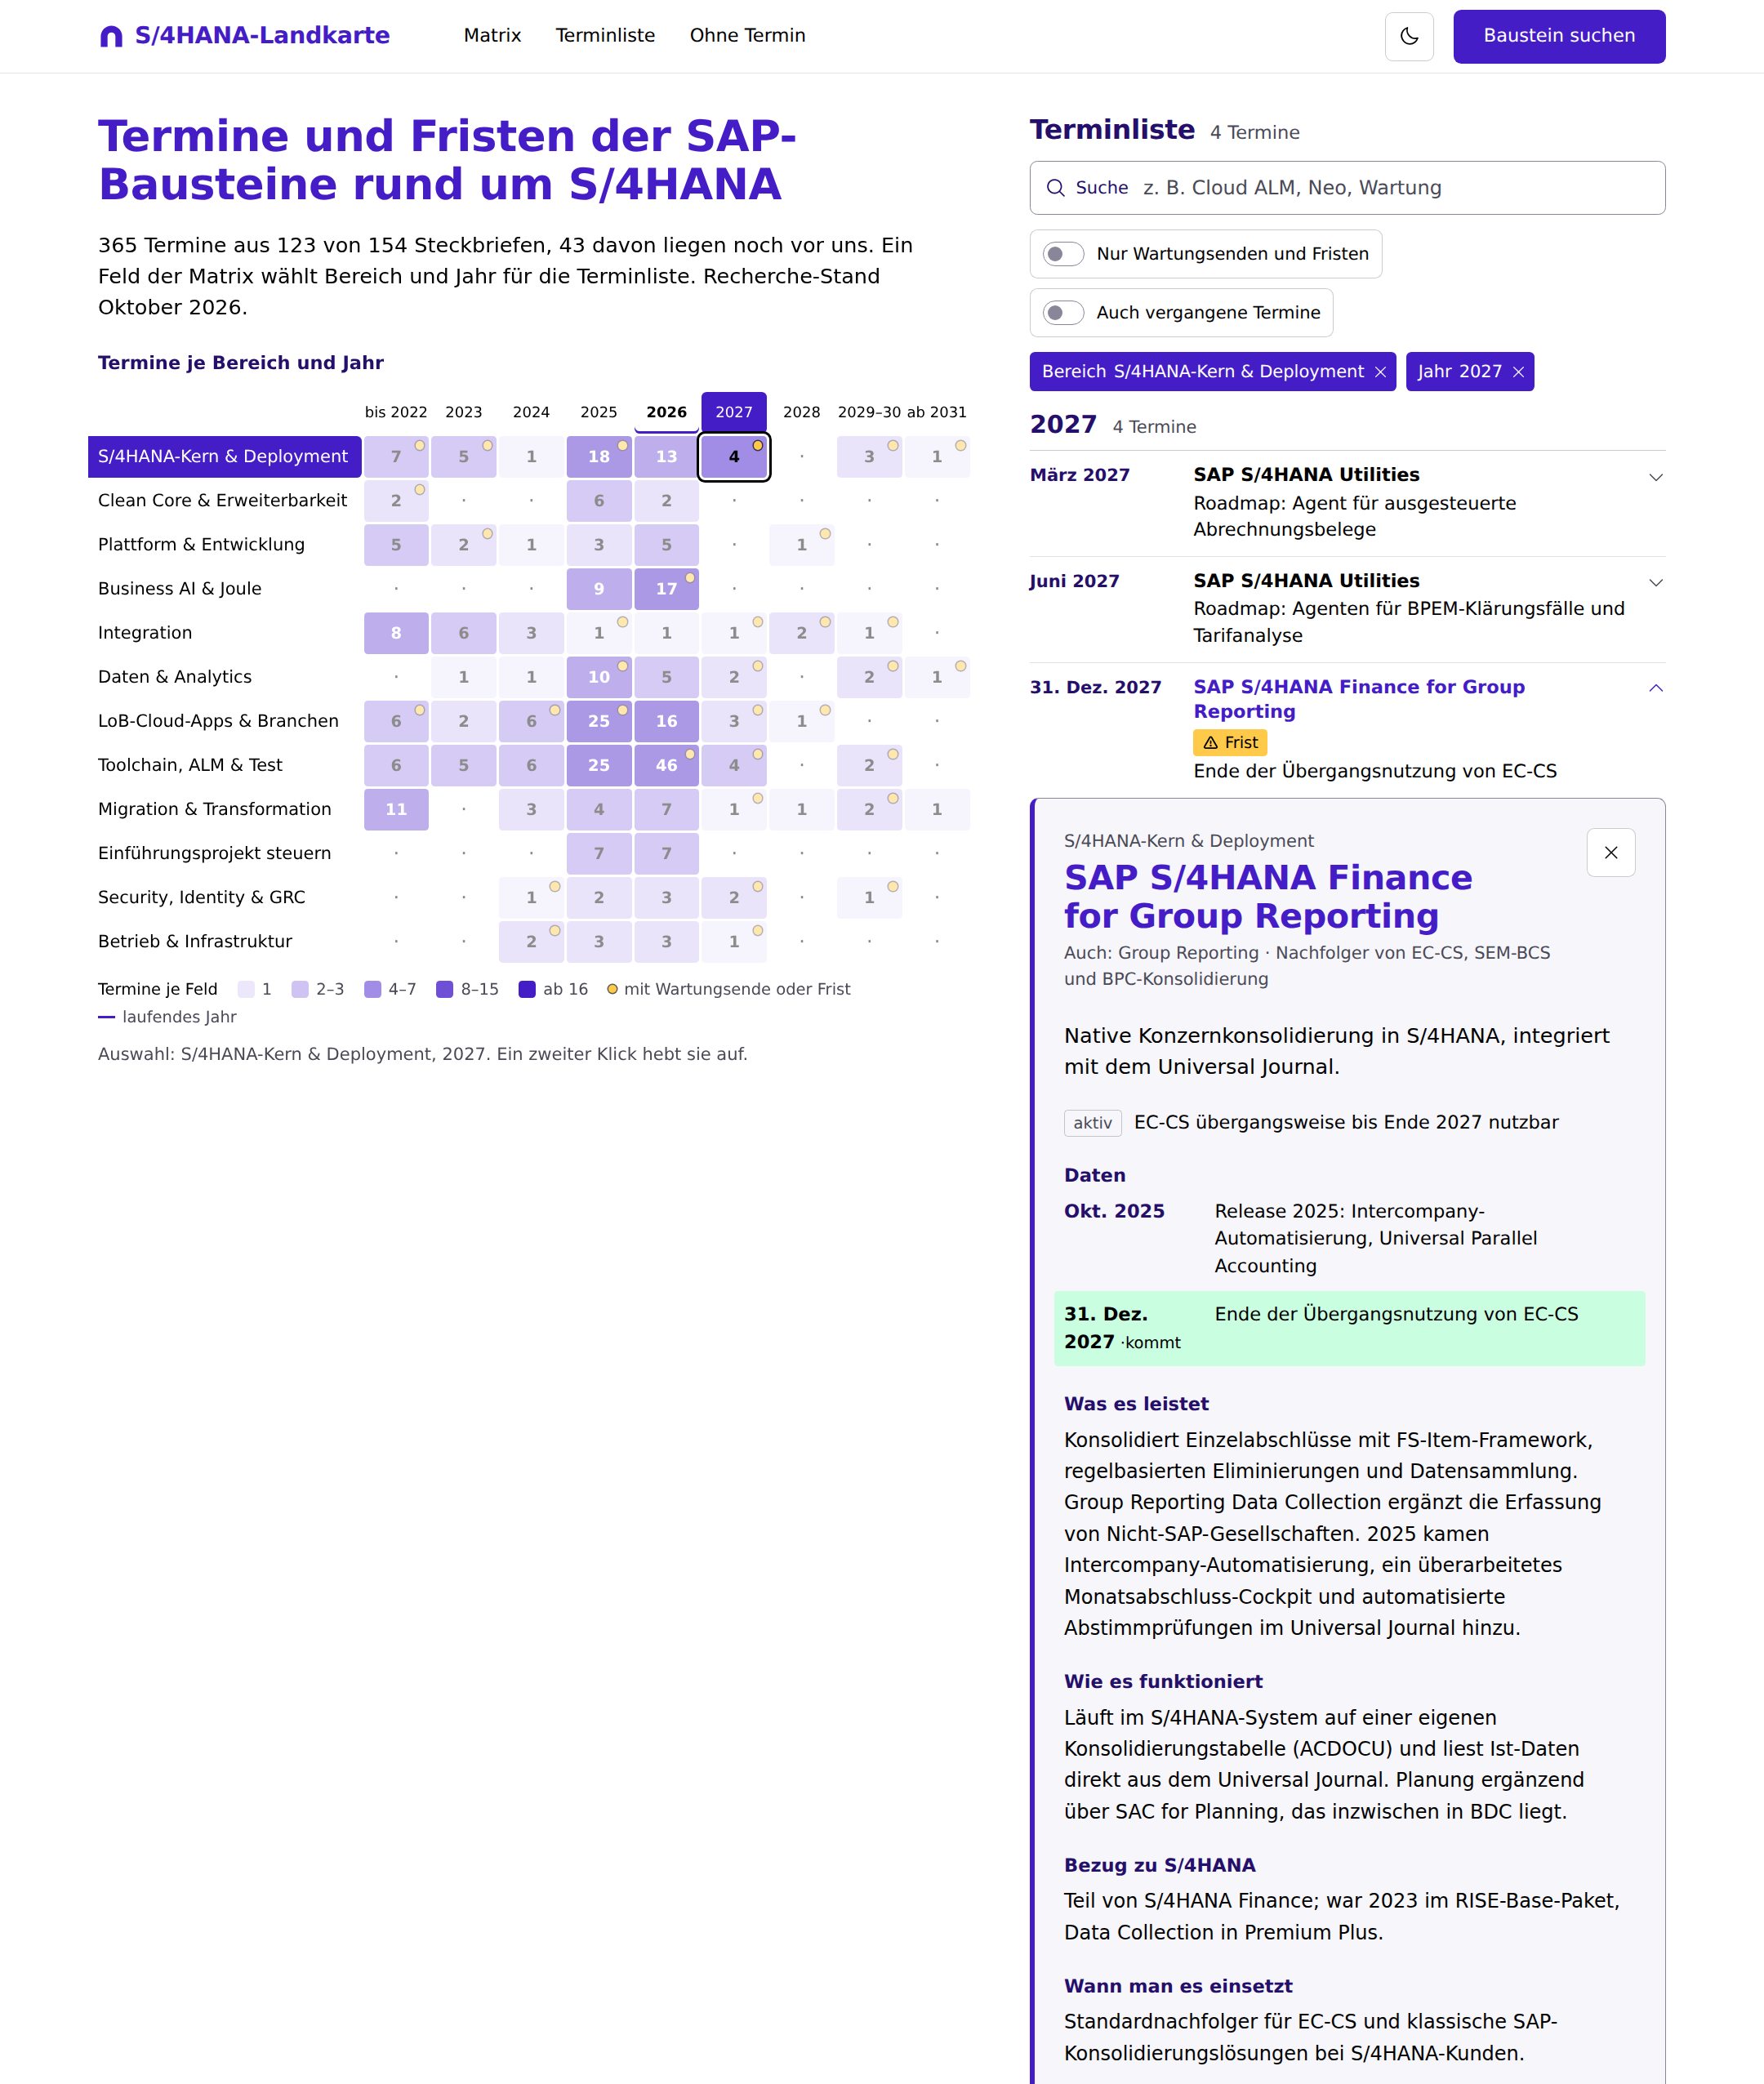 S/4HANA-Landkarte
Matrix
Terminliste
Ohne Termin
Baustein suchen
Termine und Fristen der SAP-
Bausteine rund um S/4HANA
365 Termine aus 123 von 154 Steckbriefen, 43 davon liegen noch vor uns. Ein
Feld der Matrix wählt Bereich und Jahr für die Terminliste. Recherche-Stand
Oktober 2026.
Termine je Bereich und Jahr
bis 2022 2023 2024 2025 2026 2027 2028 2029–30 ab 2031
S/4HANA-Kern & Deployment 7 5 1 18 13 4 · 3 1
Clean Core & Erweiterbarkeit 2 · · 6 2 · · · ·
Plattform & Entwicklung 5 2 1 3 5 · 1 · ·
Business AI & Joule · · · 9 17 · · · ·
Integration 8 6 3 1 1 1 2 1 ·
Daten & Analytics · 1 1 10 5 2 · 2 1
LoB-Cloud-Apps & Branchen 6 2 6 25 16 3 1 · ·
Toolchain, ALM & Test 6 5 6 25 46 4 · 2 ·
Migration & Transformation 11 · 3 4 7 1 1 2 1
Einführungsprojekt steuern · · · 7 7 · · · ·
Security, Identity & GRC · · 1 2 3 2 · 1 ·
Betrieb & Infrastruktur · · 2 3 3 1 · · ·
Termine je Feld 1 2–3 4–7 8–15 ab 16 mit Wartungsende oder Frist
laufendes Jahr
Auswahl: S/4HANA-Kern & Deployment, 2027. Ein zweiter Klick hebt sie auf.
Terminliste 4 Termine
Suche z. B. Cloud ALM, Neo, Wartung
Nur Wartungsenden und Fristen
Auch vergangene Termine
Bereich S/4HANA-Kern & Deployment
Jahr 2027
2027 4 Termine
März 2027 SAP S/4HANA Utilities
Roadmap: Agent für ausgesteuerte
Abrechnungsbelege
Juni 2027 SAP S/4HANA Utilities
Roadmap: Agenten für BPEM-Klärungsfälle und
Tarifanalyse
31. Dez. 2027 SAP S/4HANA Finance for Group
Reporting
Frist
Ende der Übergangsnutzung von EC-CS
S/4HANA-Kern & Deployment
SAP S/4HANA Finance
for Group Reporting
Auch: Group Reporting · Nachfolger von EC-CS, SEM-BCS
und BPC-Konsolidierung
Native Konzernkonsolidierung in S/4HANA, integriert
mit dem Universal Journal.
aktiv EC-CS übergangsweise bis Ende 2027 nutzbar
Daten
Okt. 2025 Release 2025: Intercompany-
Automatisierung, Universal Parallel
Accounting
31. Dez. Ende der Übergangsnutzung von EC-CS
2027 ·kommt
Was es leistet
Konsolidiert Einzelabschlüsse mit FS-Item-Framework,
regelbasierten Eliminierungen und Datensammlung.
Group Reporting Data Collection ergänzt die Erfassung
von Nicht-SAP-Gesellschaften. 2025 kamen
Intercompany-Automatisierung, ein überarbeitetes
Monatsabschluss-Cockpit und automatisierte
Abstimmprüfungen im Universal Journal hinzu.
Wie es funktioniert
Läuft im S/4HANA-System auf einer eigenen
Konsolidierungstabelle (ACDOCU) und liest Ist-Daten
direkt aus dem Universal Journal. Planung ergänzend
über SAC for Planning, das inzwischen in BDC liegt.
Bezug zu S/4HANA
Teil von S/4HANA Finance; war 2023 im RISE-Base-Paket,
Data Collection in Premium Plus.
Wann man es einsetzt
Standardnachfolger für EC-CS und klassische SAP-
Konsolidierungslösungen bei S/4HANA-Kunden.